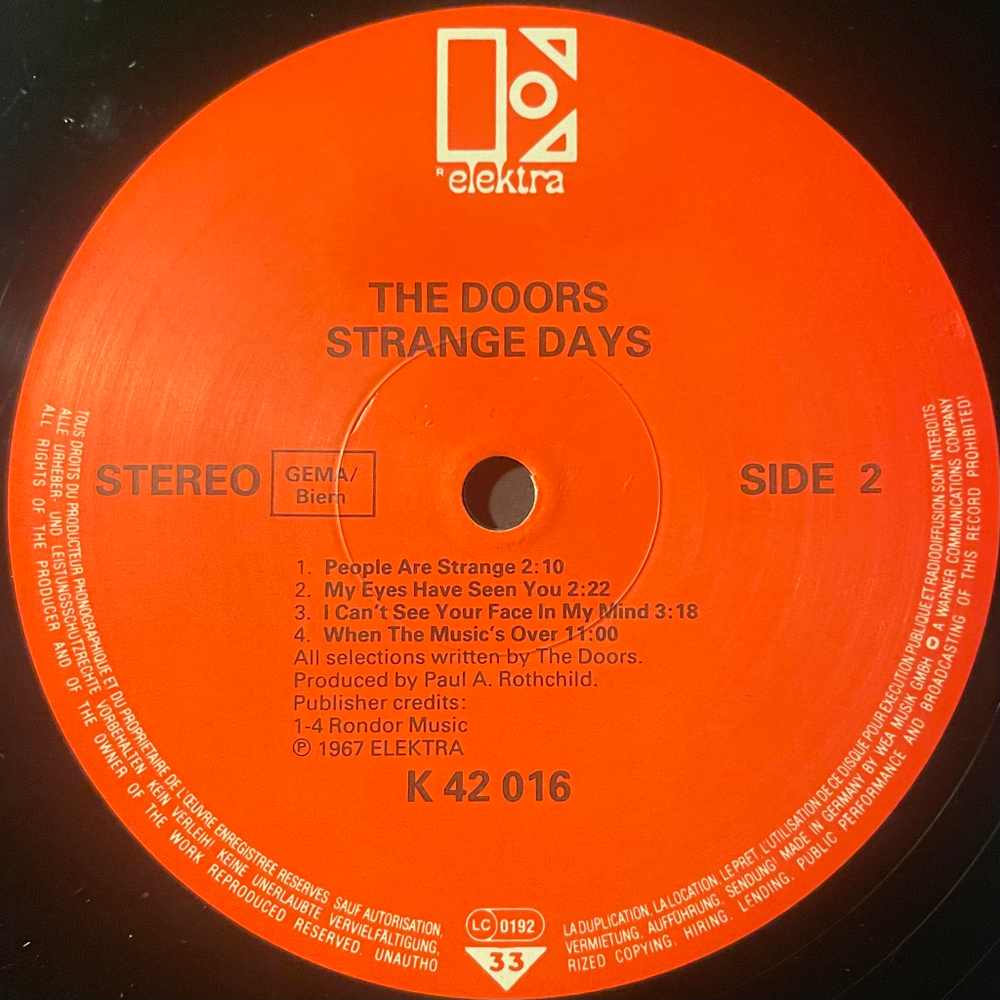 R elektra
THE DOORS
STRANGE DAYS
STEREO
GEMA/
Biem
SIDE 2
1. People Are Strange 2:10
2. My Eyes Have Seen You 2:22
3. I Can't See Your Face In My Mind 3:18
4. When The Music's Over 11:00
All selections written by The Doors.
Produced by Paul A. Rothchild.
Publisher credits:
1-4 Rondor Music
℗ 1967 ELEKTRA
K 42 016
TOUS DROITS DU PRODUCTEUR PHONOGRAPHIQUE ET DU PROPRIETAIRE DE L'ŒUVRE ENREGISTREE RESERVES. SAUF AUTORISATION, LA DUPLICATION, LA LOCATION, LE PRET, L'UTILISATION DE CE DISQUE POUR EXECUTION PUBLIQUE ET RADIODIFFUSION SONT INTERDITS
ALLE URHEBER- UND LEISTUNGSSCHUTZRECHTE VORBEHALTEN KEIN VERLEIH! KEINE UNERLAUBTE VERVIELFÄLTIGUNG, VERMIETUNG, AUFFÜHRUNG, SENDUNG! MADE IN GERMANY BY WEA MUSIK GMBH A WARNER COMMUNICATIONS COMPANY
ALL RIGHTS OF THE PRODUCER AND OF THE OWNER OF THE WORK REPRODUCED RESERVED. UNAUTHORIZED COPYING, HIRING, LENDING, PUBLIC PERFORMANCE AND BROADCASTING OF THIS RECORD PROHIBITED!
LC 0192
33